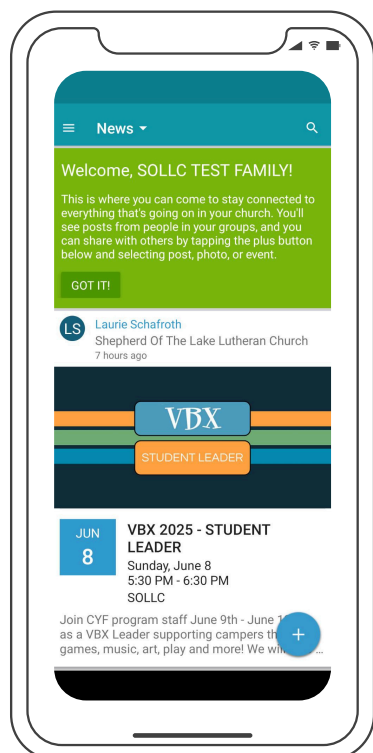 News
Welcome, SOLLC TEST FAMILY!
This is where you can come to stay connected to
everything that's going on in your church. You'll
see posts from people in your groups, and you
can share with others by tapping the plus button
below and selecting post, photo, or event.
GOT IT!
LS
Laurie Schafroth
Shepherd Of The Lake Lutheran Church
7 hours ago
VBX
STUDENT LEADER
JUN
8
VBX 2025 - STUDENT
LEADER
Sunday, June 8
5:30 PM - 6:30 PM
SOLLC
Join CYF program staff June 9th - June
as a VBX Leader supporting campers
games, music, art, play and more! We ...
+